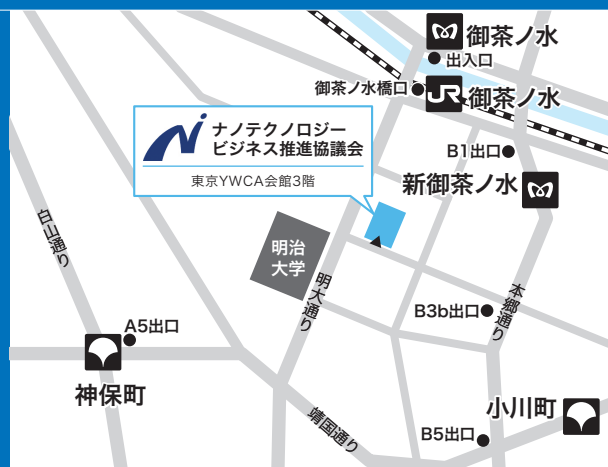 御茶ノ水
出入口
御茶ノ水橋口
JR
御茶ノ水
ナノテクノロジー
ビジネス推進協議会
東京YWCA会館3階
B1出口
新御茶ノ水
白山通り
明治
大学
明大通り
本郷通り
B3b出口
A5出口
神保町
小川町
靖国通り
B5出口